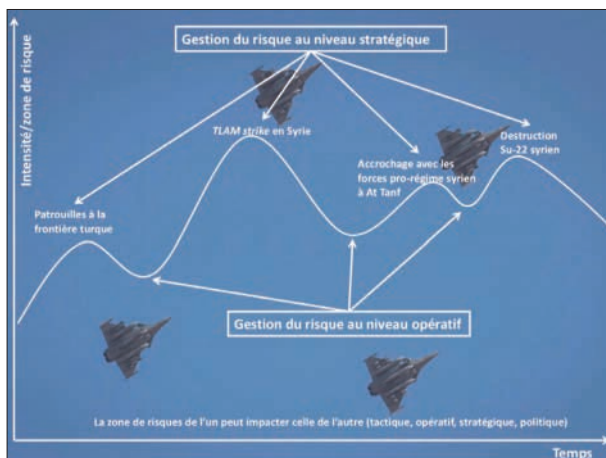 Gestion du risque au niveau stratégique
Intensité/zone de risque
TLAM strike en Syrie
Destruction
Su-22 syrien
Accrochage avec les
forces pro-régime syrien
à At Tanf
Patrouilles à la
frontière turque
Gestion du risque au niveau opératif
La zone de risques de l'un peut impacter celle de l'autre (tactique, opératif, stratégique, politique)
Temps